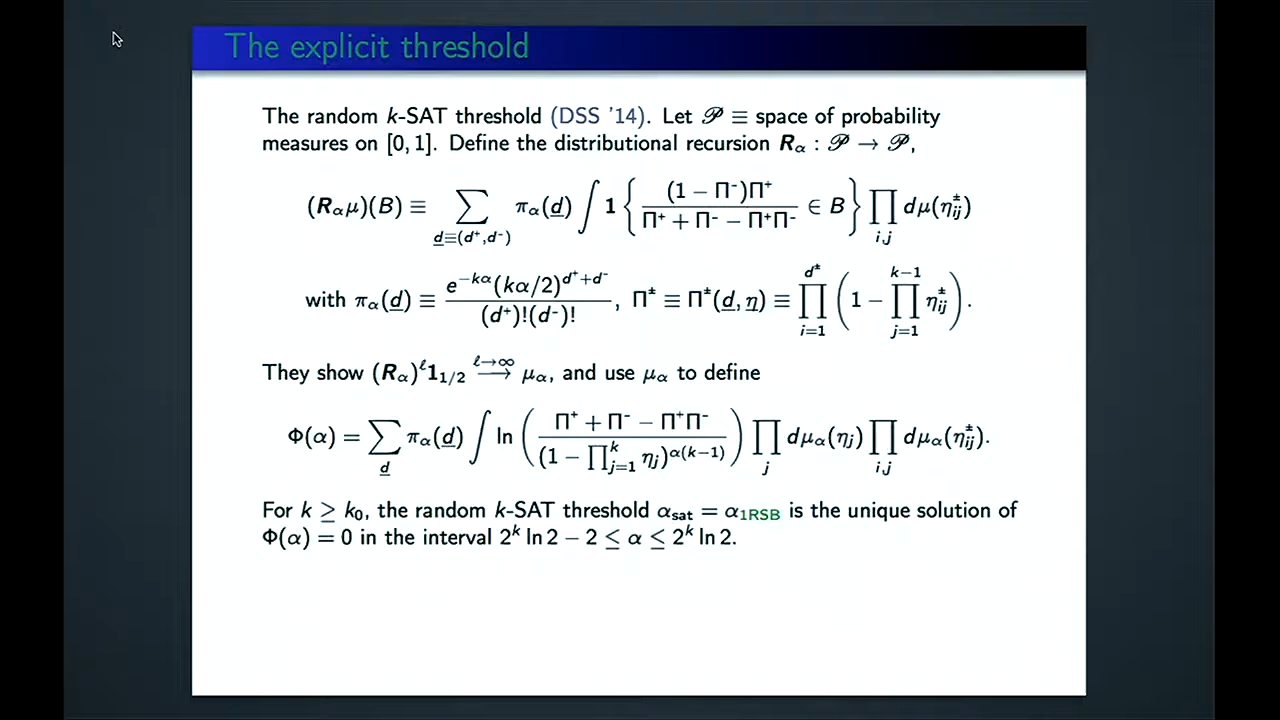 The explicit threshold
The random k-SAT threshold (DSS '14). Let 𝒫 ≡ space of probability
measures on [0, 1]. Define the distributional recursion R_α : 𝒫 → 𝒫,
(R_α μ)(B) ≡ ∑_{d≡(d⁺,d⁻)} π_α(d) ∫ 1 { (1 − Π⁻)Π⁺ / (Π⁺ + Π⁻ − Π⁺Π⁻) ∈ B } ∏_{i,j} dμ(η^±_{ij})
with π_α(d) ≡ e^{−kα}(kα/2)^{d⁺+d⁻} / ((d⁺)!(d⁻)!), Π^± ≡ Π^±(d, η) ≡ ∏_{i=1}^{d^±} (1 − ∏_{j=1}^{k−1} η^±_{ij}).
They show (R_α)^ℓ 1_{1/2} ⟶^{ℓ→∞} μ_α, and use μ_α to define
Φ(α) = ∑_d π_α(d) ∫ ln ( (Π⁺ + Π⁻ − Π⁺Π⁻) / (1 − ∏_{j=1}^k η_j)^{α(k−1)} ) ∏_j dμ_α(η_j) ∏_{i,j} dμ_α(η^±_{ij}).
For k ≥ k₀, the random k-SAT threshold α_sat = α_1RSB is the unique solution of
Φ(α) = 0 in the interval 2^k ln 2 − 2 ≤ α ≤ 2^k ln 2.